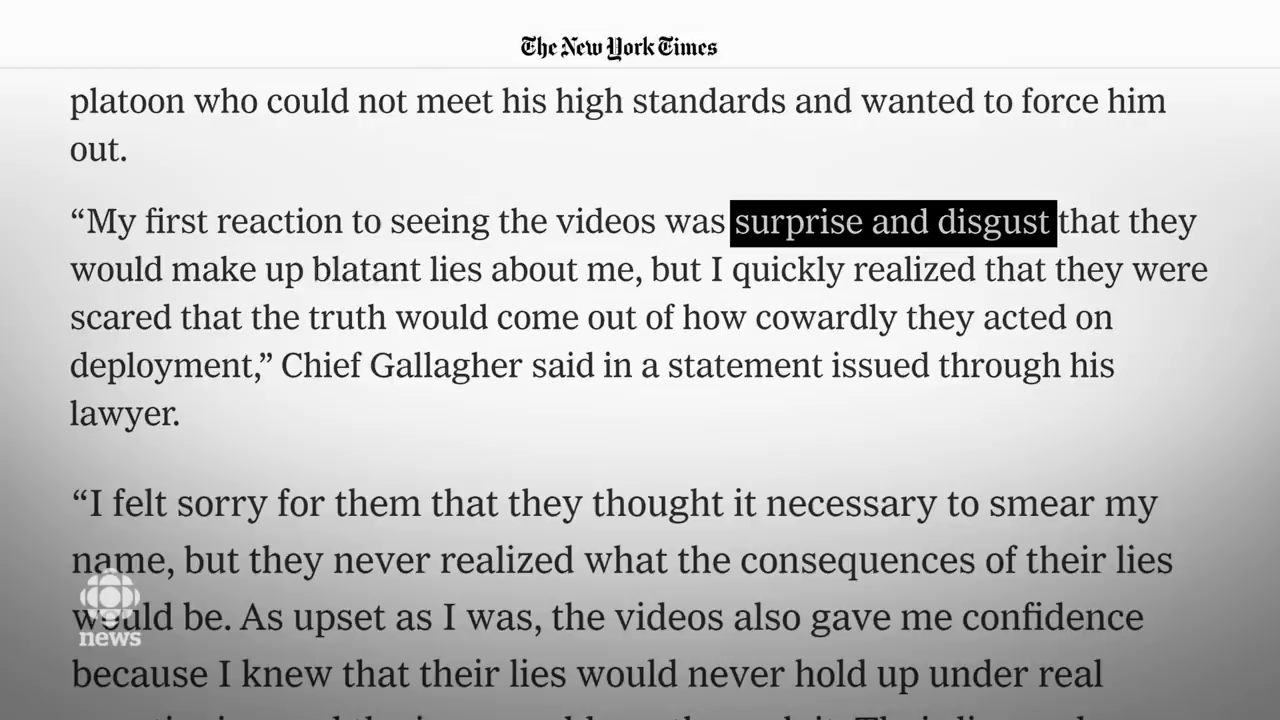 The New York Times
platoon who could not meet his high standards and wanted to force him
out.
“My first reaction to seeing the videos was surprise and disgust that they
would make up blatant lies about me, but I quickly realized that they were
scared that the truth would come out of how cowardly they acted on
deployment,” Chief Gallagher said in a statement issued through his
lawyer.
“I felt sorry for them that they thought it necessary to smear my
name, but they never realized what the consequences of their lies
would be. As upset as I was, the videos also gave me confidence
because I knew that their lies would never hold up under real
news